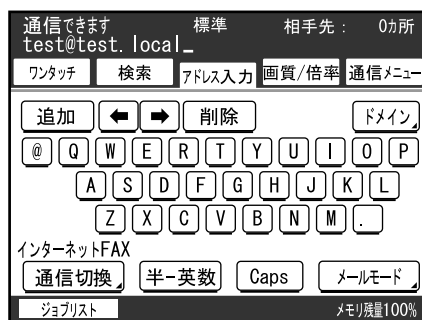 通信できます 標準 相手先： 0ヵ所
test@test.local_
ワンタッチ 検索 アドレス入力 画質/倍率 通信メニュー
追加 ← → 削除 ドメイン
@ Q W E R T Y U I O P
A S D F G H J K L
Z X C V B N M .
インターネットFAX
通信切換 半-英数 Caps メールモード
ジョブリスト メモリ残量100%